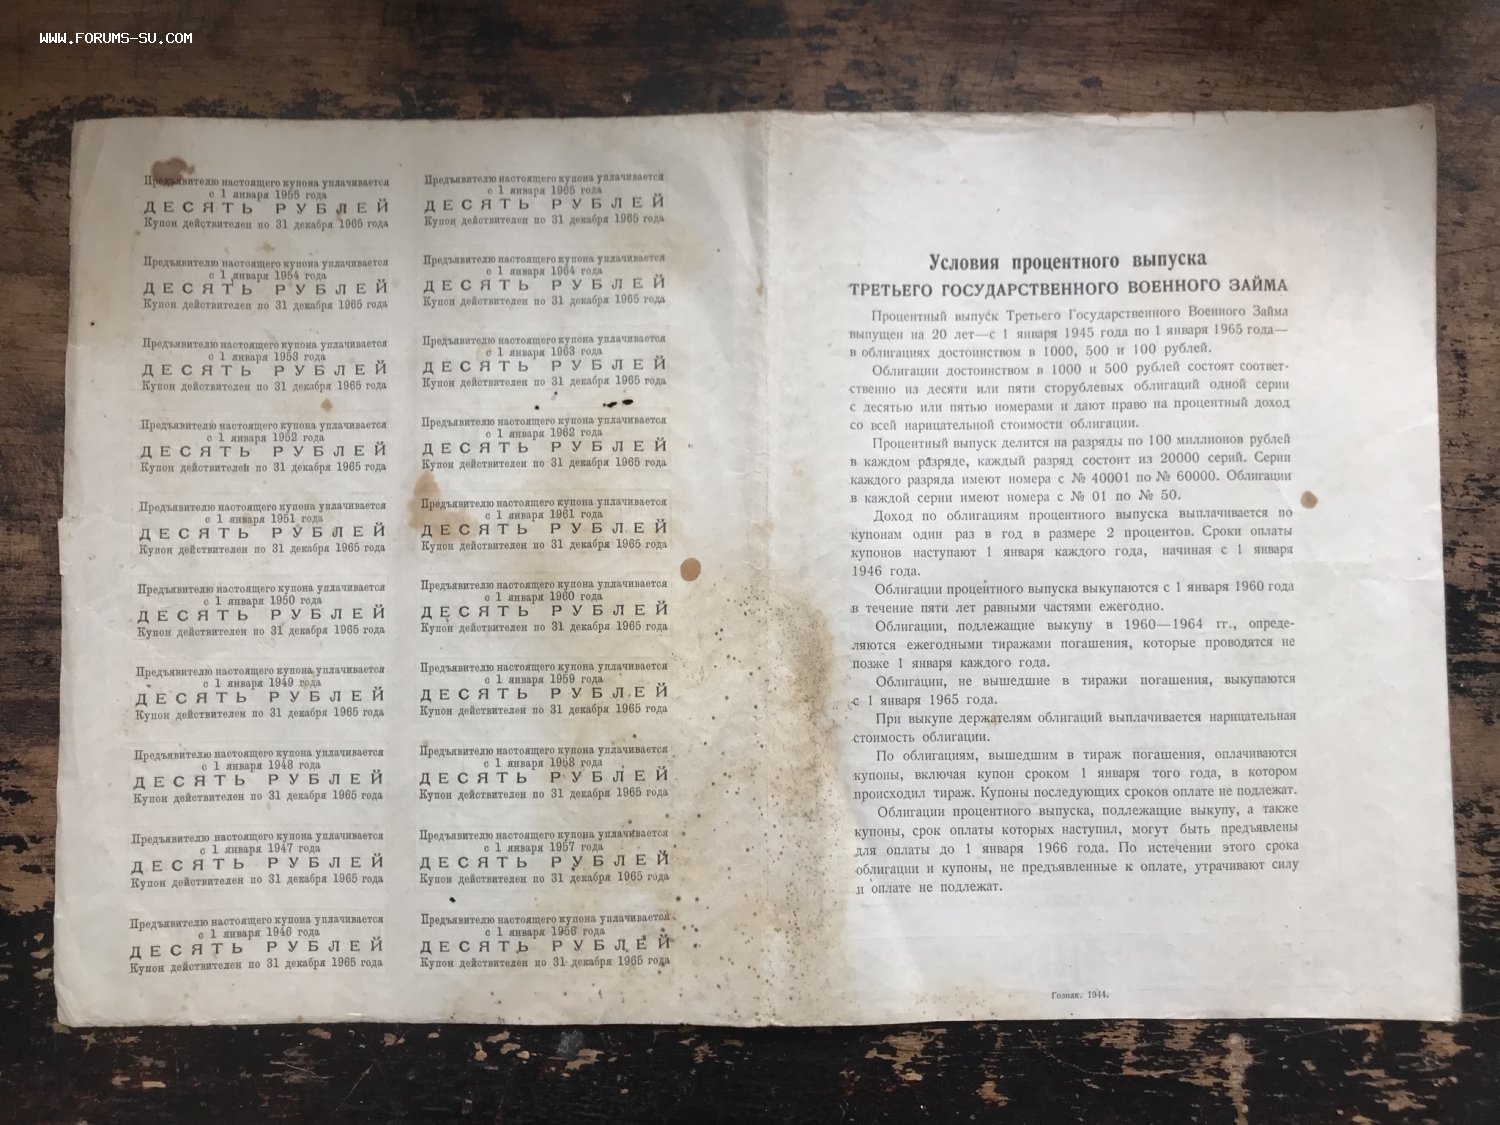 WWW.FORUMS-SU.COM
Предъявителю настоящего купона уплачивается
с 1 января 1955 года
ДЕСЯТЬ РУБЛЕЙ
Купон действителен по 31 декабря 1965 года
Предъявителю настоящего купона уплачивается
с 1 января 1954 года
ДЕСЯТЬ РУБЛЕЙ
Купон действителен по 31 декабря 1965 года
Предъявителю настоящего купона уплачивается
с 1 января 1953 года
ДЕСЯТЬ РУБЛЕЙ
Купон действителен по 31 декабря 1965 года
Предъявителю настоящего купона уплачивается
с 1 января 1952 года
ДЕСЯТЬ РУБЛЕЙ
Купон действителен по 31 декабря 1965 года
Предъявителю настоящего купона уплачивается
с 1 января 1951 года
ДЕСЯТЬ РУБЛЕЙ
Купон действителен по 31 декабря 1965 года
Предъявителю настоящего купона уплачивается
с 1 января 1950 года
ДЕСЯТЬ РУБЛЕЙ
Купон действителен по 31 декабря 1965 года
Предъявителю настоящего купона уплачивается
с 1 января 1949 года
ДЕСЯТЬ РУБЛЕЙ
Купон действителен по 31 декабря 1965 года
Предъявителю настоящего купона уплачивается
с 1 января 1948 года
ДЕСЯТЬ РУБЛЕЙ
Купон действителен по 31 декабря 1965 года
Предъявителю настоящего купона уплачивается
с 1 января 1947 года
ДЕСЯТЬ РУБЛЕЙ
Купон действителен по 31 декабря 1965 года
Предъявителю настоящего купона уплачивается
с 1 января 1946 года
ДЕСЯТЬ РУБЛЕЙ
Купон действителен по 31 декабря 1965 года
Предъявителю настоящего купона уплачивается
с 1 января 1965 года
ДЕСЯТЬ РУБЛЕЙ
Купон действителен по 31 декабря 1965 года
Предъявителю настоящего купона уплачивается
с 1 января 1964 года
ДЕСЯТЬ РУБЛЕЙ
Купон действителен по 31 декабря 1965 года
Предъявителю настоящего купона уплачивается
с 1 января 1963 года
ДЕСЯТЬ РУБЛЕЙ
Купон действителен по 31 декабря 1965 года
Предъявителю настоящего купона уплачивается
с 1 января 1962 года
ДЕСЯТЬ РУБЛЕЙ
Купон действителен по 31 декабря 1965 года
Предъявителю настоящего купона уплачивается
с 1 января 1961 года
ДЕСЯТЬ РУБЛЕЙ
Купон действителен по 31 декабря 1965 года
Предъявителю настоящего купона уплачивается
с 1 января 1960 года
ДЕСЯТЬ РУБЛЕЙ
Купон действителен по 31 декабря 1965 года
Предъявителю настоящего купона уплачивается
с 1 января 1959 года
ДЕСЯТЬ РУБЛЕЙ
Купон действителен по 31 декабря 1965 года
Предъявителю настоящего купона уплачивается
с 1 января 1958 года
ДЕСЯТЬ РУБЛЕЙ
Купон действителен по 31 декабря 1965 года
Предъявителю настоящего купона уплачивается
с 1 января 1957 года
ДЕСЯТЬ РУБЛЕЙ
Купон действителен по 31 декабря 1965 года
Предъявителю настоящего купона уплачивается
с 1 января 1956 года
ДЕСЯТЬ РУБЛЕЙ
Купон действителен по 31 декабря 1965 года
Условия процентного выпуска
ТРЕТЬЕГО ГОСУДАРСТВЕННОГО ВОЕННОГО ЗАЙМА
Процентный выпуск Третьего Государственного Военного Займа
выпущен на 20 лет—с 1 января 1945 года по 1 января 1965 года—
в облигациях достоинством в 1000, 500 и 100 рублей.
Облигации достоинством в 1000 и 500 рублей состоят соответ-
ственно из десяти или пяти сторублевых облигаций одной серии
с десятью или пятью номерами и дают право на процентный доход
со всей нарицательной стоимости облигации.
Процентный выпуск делится на разряды по 100 миллионов рублей
в каждом разряде, каждый разряд состоит из 20000 серий. Серии
каждого разряда имеют номера с № 40001 по № 60000. Облигации
в каждой серии имеют номера с № 01 по № 50.
Доход по облигациям процентного выпуска выплачивается по
купонам один раз в год в размере 2 процентов. Сроки оплаты
купонов наступают 1 января каждого года, начиная с 1 января
1946 года.
Облигации процентного выпуска выкупаются с 1 января 1960 года
в течение пяти лет равными частями ежегодно.
Облигации, подлежащие выкупу в 1960—1964 гг., опреде-
ляются ежегодными тиражами погашения, которые проводятся не
позже 1 января каждого года.
Облигации, не вышедшие в тиражи погашения, выкупаются
с 1 января 1965 года.
При выкупе держателям облигаций выплачивается нарицательная
стоимость облигации.
По облигациям, вышедшим в тираж погашения, оплачиваются
купоны, включая купон сроком 1 января того года, в котором
происходил тираж. Купоны последующих сроков оплате не подлежат.
Облигации процентного выпуска, подлежащие выкупу, а также
купоны, срок оплаты которых наступил, могут быть предъявлены
для оплаты до 1 января 1966 года. По истечении этого срока
облигации и купоны, не предъявленные к оплате, утрачивают силу
и оплате не подлежат.
Гознак. 1944.